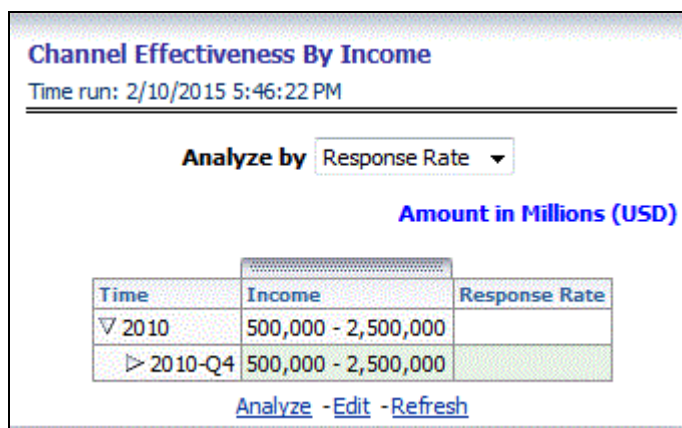 Channel Effectiveness By Income
Time run: 2/10/2015 5:46:22 PM
Analyze by Response Rate
Amount in Millions (USD)
Time Income Response Rate
2010 500,000 - 2,500,000
2010-Q4 500,000 - 2,500,000
Analyze - Edit - Refresh